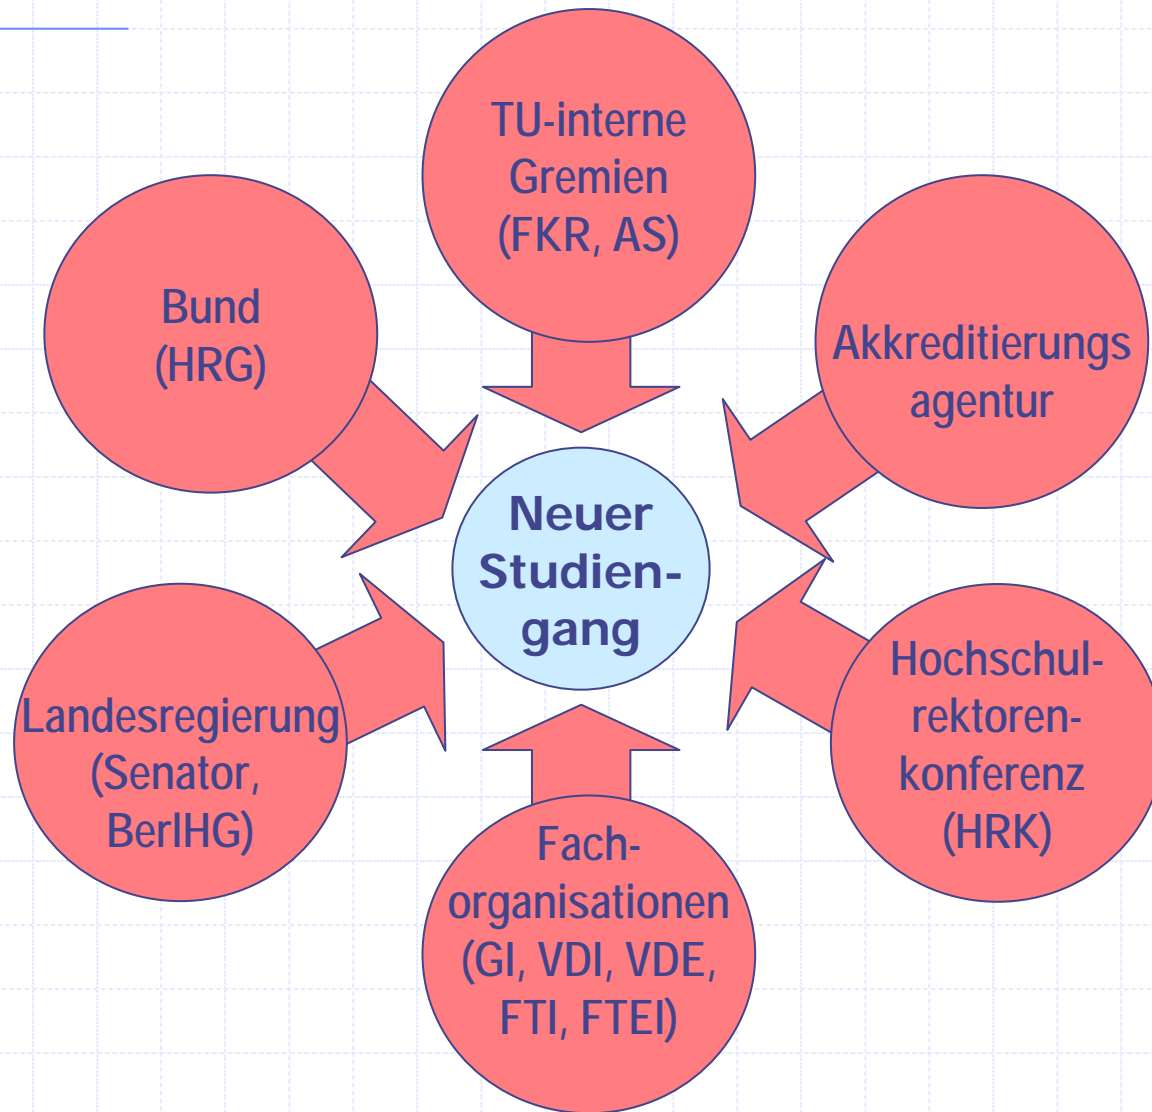 TU-interne
Gremien
(FKR, AS)
Bund
(HRG)
Akkreditierungs
agentur
Neuer
Studien-
gang
Landesregierung
(Senator,
BerlHG)
Hochschul-
rektoren-
konferenz
(HRK)
Fach-
organisationen
(GI, VDI, VDE,
FTI, FTEI)